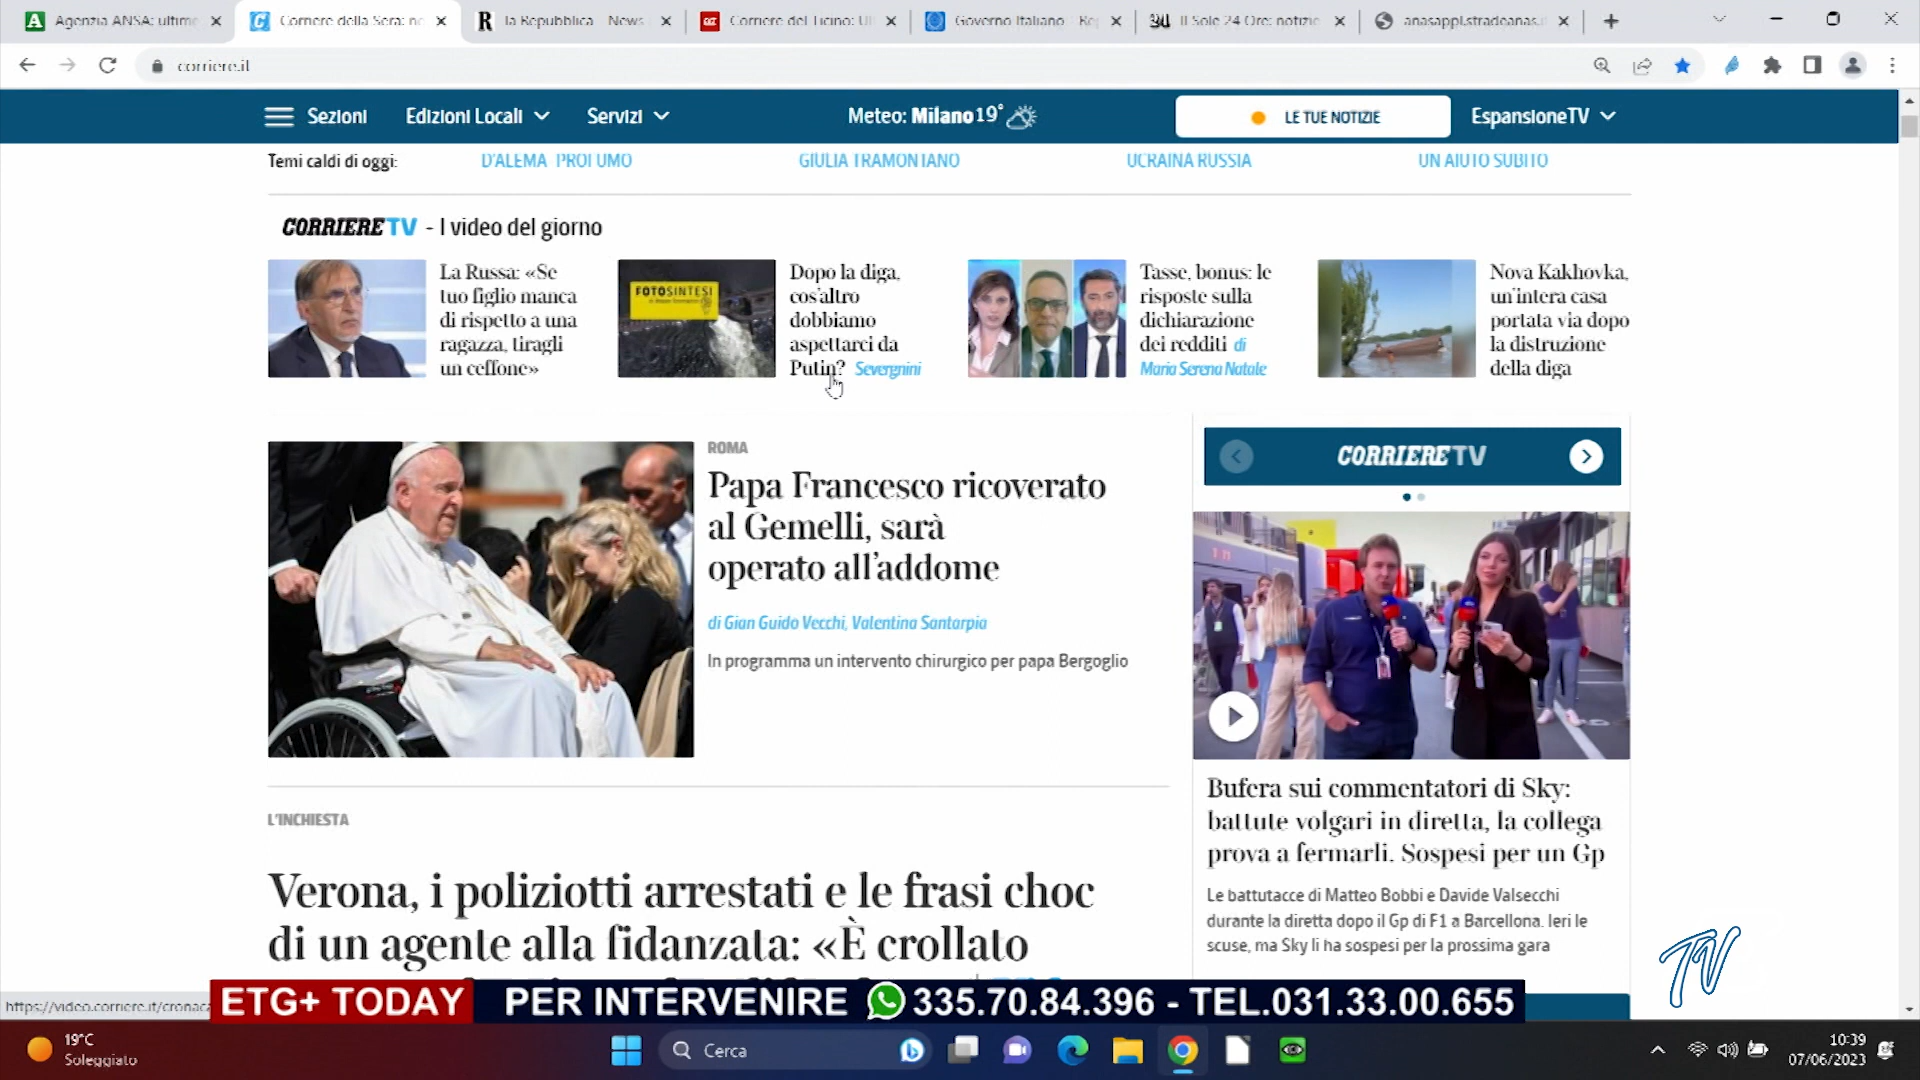 Agenzia ANSA: ultime
Corriere della Sera: no
la Repubblica - News
Corriere del Ticino: Ul
Governo Italiano - Re
Il Sole 24 Ore: notizie
anasappl.stradeanas.i
corriere.it
Sezioni
Edizioni Locali
Servizi
Meteo: Milano 19°
LE TUE NOTIZIE
EspansioneTV
Temi caldi di oggi:
D'ALEMA PROFUMO
GIULIA TRAMONTANO
UCRAINA RUSSIA
UN AIUTO SUBITO
CORRIERE TV - I video del giorno
La Russa: «Se
tuo figlio manca
di rispetto a una
ragazza, tiragli
un ceffone»
FOTOSINTESI
Dopo la diga,
cos'altro
dobbiamo
aspettarci da
Putin? Severgnini
Tasse, bonus: le
risposte sulla
dichiarazione
dei redditi di
Maria Serena Natale
Nova Kakhovka,
un'intera casa
portata via dopo
la distruzione
della diga
ROMA
Papa Francesco ricoverato
al Gemelli, sarà
operato all'addome
di Gian Guido Vecchi, Valentina Santarpia
In programma un intervento chirurgico per papa Bergoglio
CORRIERE TV
Bufera sui commentatori di Sky:
battute volgari in diretta, la collega
prova a fermarli. Sospesi per un Gp
Le battutacce di Matteo Bobbi e Davide Valsecchi
durante la diretta dopo il Gp di F1 a Barcellona. Ieri le
scuse, ma Sky li ha sospesi per la prossima gara
L'INCHIESTA
Verona, i poliziotti arrestati e le frasi choc
di un agente alla fidanzata: «È crollato
TV
https://video.corriere.it/cronaca
ETG+ TODAY
PER INTERVENIRE 335.70.84.396 - TEL.031.33.00.655
19°C
Soleggiato
Cerca
10:39
07/06/2023